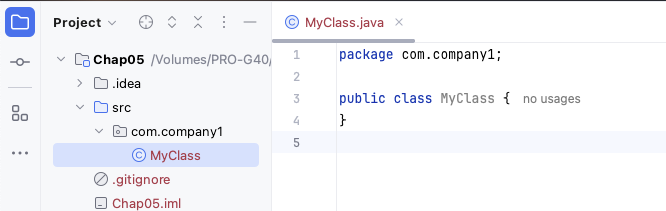 Project
Chap05 /Volumes/PRO-G40/
.idea
src
com.company1
MyClass
.gitignore
Chap05.iml
MyClass.java
1 package com.company1;
2
3 public class MyClass { no usages
4 }
5